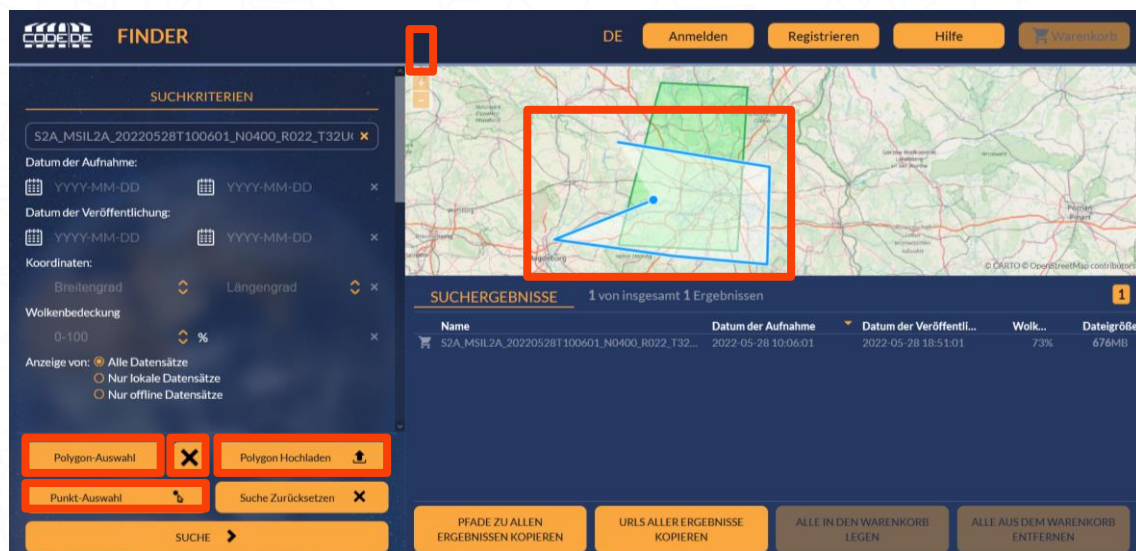 CODE-DE
FINDER
DE
Anmelden
Registrieren
Hilfe
Warenkorb
SUCHKRITERIEN
S2A_MSIL2A_20220528T100601_N0400_R022_T32U
Datum der Aufnahme:
YYYY-MM-DD YYYY-MM-DD
Datum der Veröffentlichung:
YYYY-MM-DD YYYY-MM-DD
Koordinaten:
Breitengrad Längengrad
Wolkenbedeckung
0-100 %
Anzeige von: Alle Datensätze
Nur lokale Datensätze
Nur offline Datensätze
Polygon-Auswahl
Polygon Hochladen
Punkt-Auswahl
Suche Zurücksetzen
SUCHE
© CARTO © OpenStreetMap contributors
SUCHERGEBNISSE 1 von insgesamt 1 Ergebnissen 1
Name Datum der Aufnahme Datum der Veröffentli... Wolk... Dateigröße
S2A_MSIL2A_20220528T100601_N0400_R022_T32... 2022-05-28 10:06:01 2022-05-28 18:51:01 73% 676MB
PFADE ZU ALLEN
ERGEBNISSEN KOPIEREN
URLS ALLER ERGEBNISSE
KOPIEREN
ALLE IN DEN WARENKORB
LEGEN
ALLE AUS DEM WARENKORB
ENTFERNEN